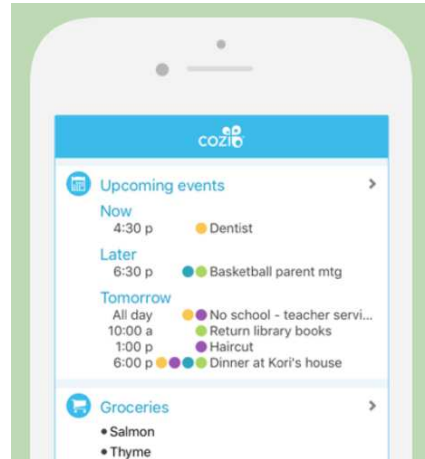 cozi
Upcoming events
Now
4:30 p Dentist
Later
6:30 p Basketball parent mtg
Tomorrow
All day No school - teacher servi...
10:00 a Return library books
1:00 p Haircut
6:00 p Dinner at Kori's house
Groceries
• Salmon
• Thyme